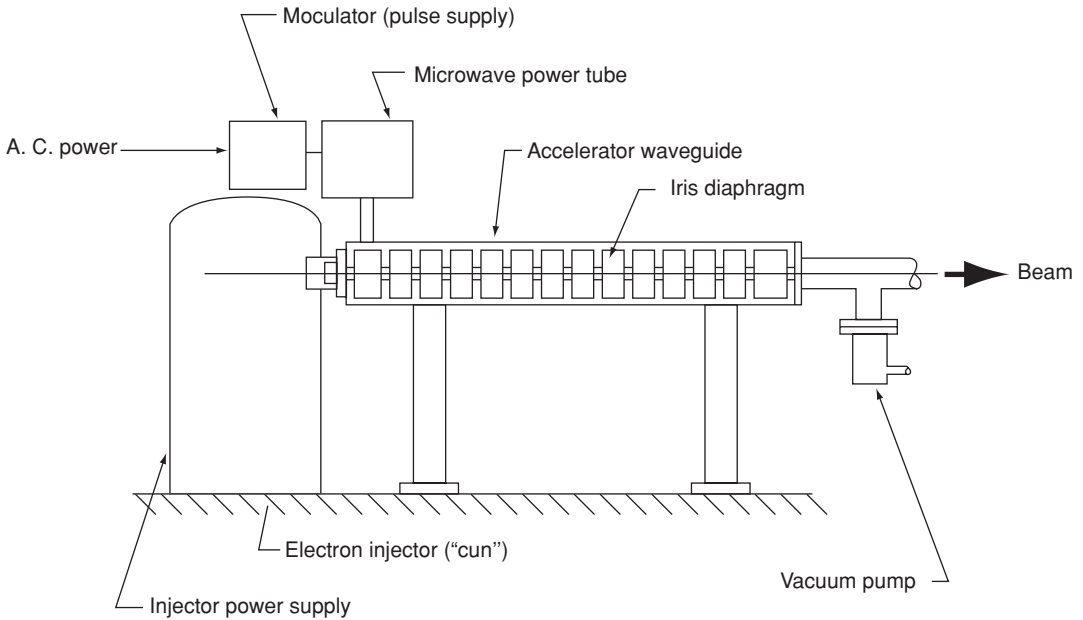 Moculator (pulse supply)
Microwave power tube
A. C. power
Accelerator waveguide
Iris diaphragm
Beam
Electron injector (“cun”)
Vacuum pump
Injector power supply